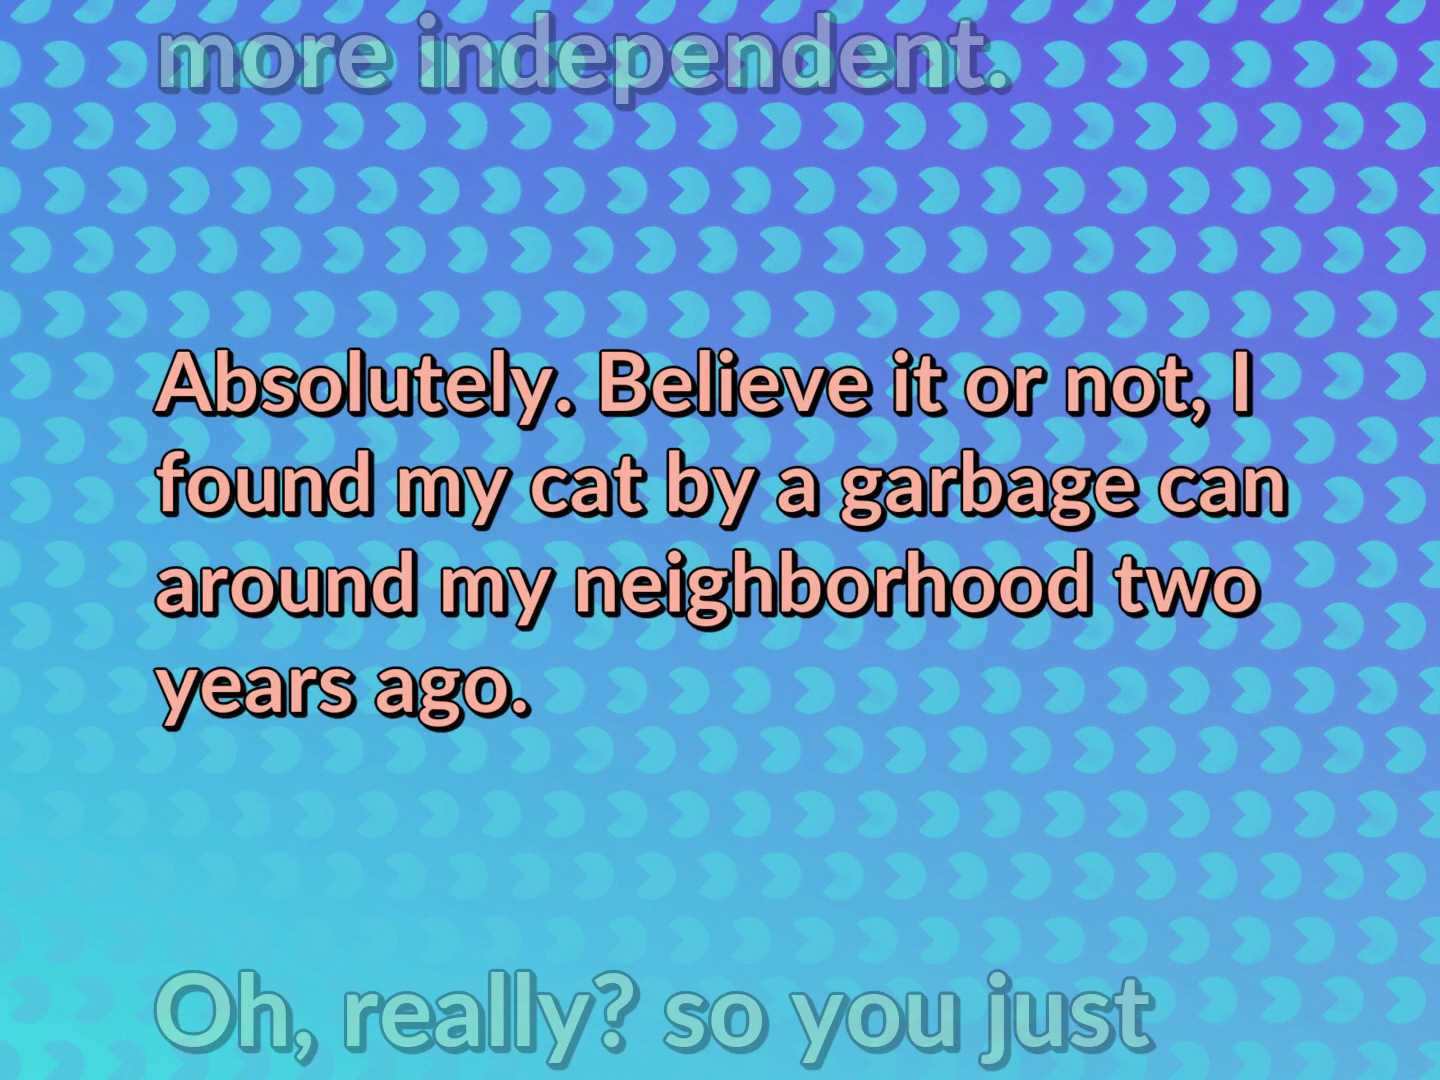 more independent.
Absolutely. Believe it or not, I
found my cat by a garbage can
around my neighborhood two
years ago.
Oh, really? so you just